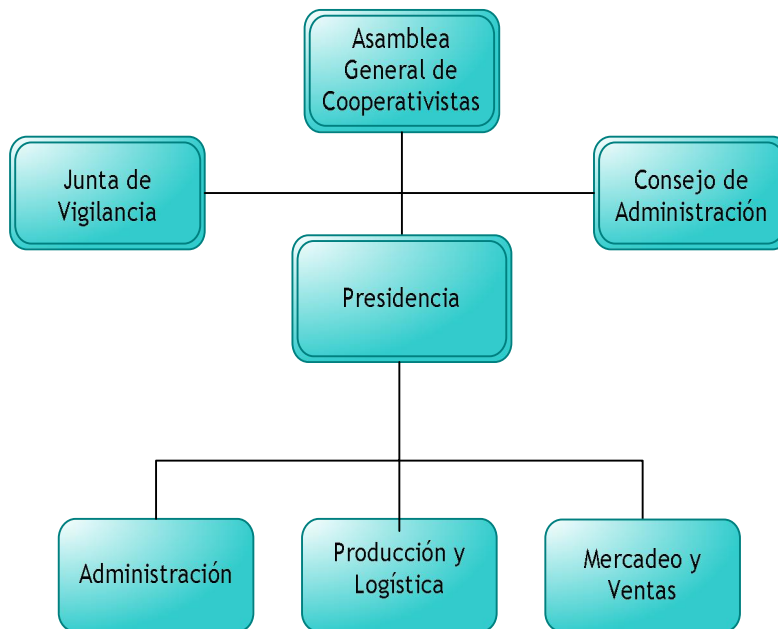 Asamblea
General de
Cooperativistas
Junta de
Vigilancia
Consejo de
Administración
Presidencia
Administración
Producción y
Logística
Mercadeo y
Ventas